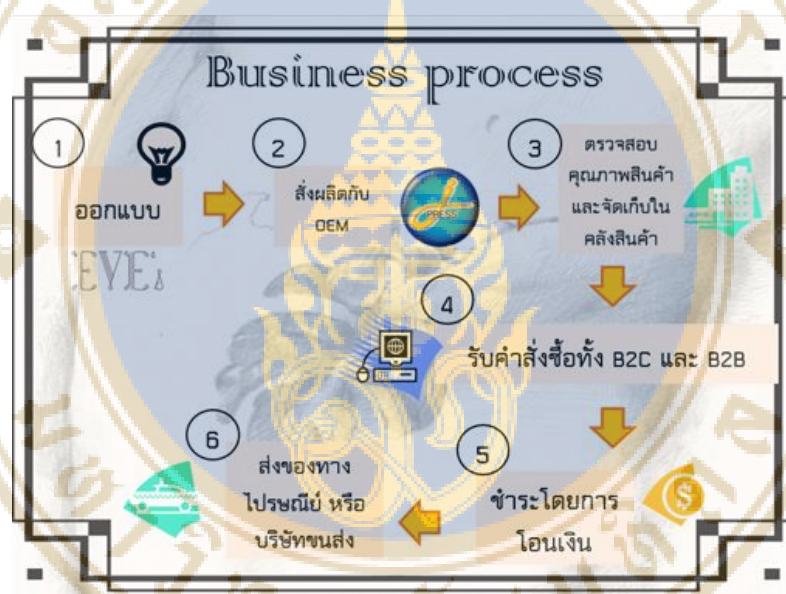 Business process
1
ออกแบบ
2
สั่งผลิตกับ
OEM
PRESS
3
ตรวจสอบ
คุณภาพสินค้า
และจัดเก็บใน
คลังสินค้า
4
รับคำสั่งซื้อทั้ง B2C และ B2B
5
ชำระโดยการ
โอนเงิน
6
ส่งของทาง
ไปรษณีย์ หรือ
บริษัทขนส่ง